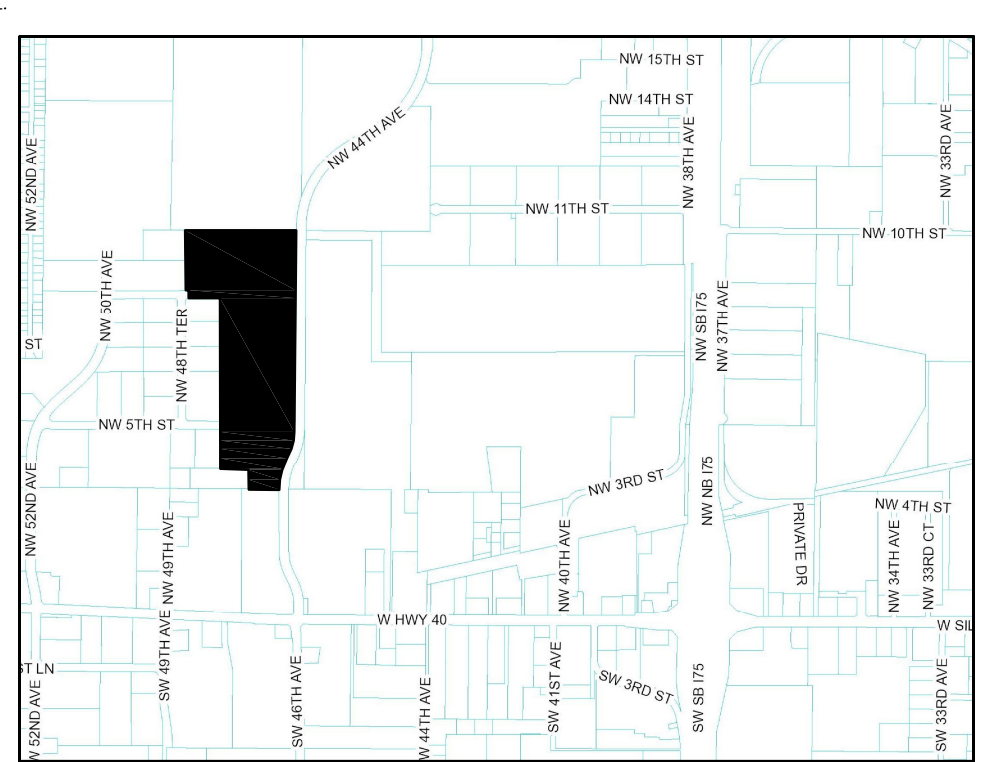 ..
NW 15TH ST
NW 14TH ST
NW 44TH AVE
NW 38TH AVE
NW 33RD AVE
NW 52ND AVE
NW 11TH ST
NW 10TH ST
NW 50TH AVE
NW SB I75
NW 37TH AVE
ST
NW 48TH TER
NW 5TH ST
NW 52ND AVE
NW 3RD ST
NW NB I75
NW 4TH ST
PRIVATE DR
NW 49TH AVE
NW 40TH AVE
NW 34TH AVE
NW 33RD CT
W HWY 40
W SIL
SW 49TH AVE
ST LN
SW 46TH AVE
SW 41ST AVE
SW 3RD ST
SW SB I75
SW 33RD AVE
W 52ND AVE
W 44TH AVE